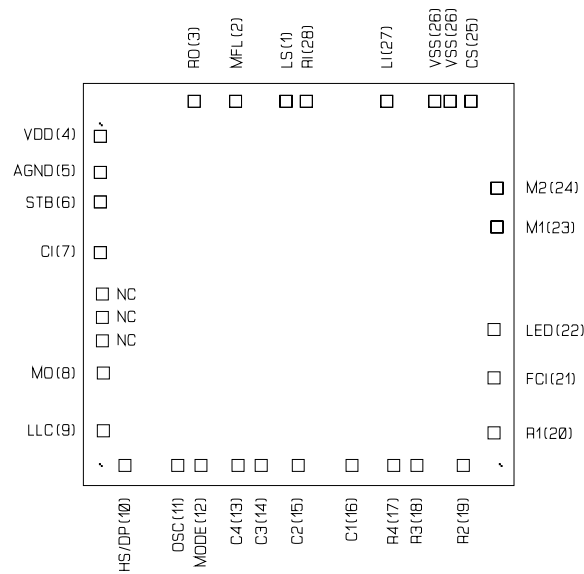 RO(3)
MFL(2)
LS(1)
RI(28)
LI(27)
VSS(26)
VSS(26)
CS(25)
VDD(4)
AGND(5)
STB(6)
CI(7)
NC
NC
NC
MO(8)
LLC(9)
M2(24)
M1(23)
LED(22)
FCI(21)
R1(20)
HS/DP(10)
OSC(11)
MODE(12)
C4(13)
C3(14)
C2(15)
C1(16)
R4(17)
R3(18)
R2(19)